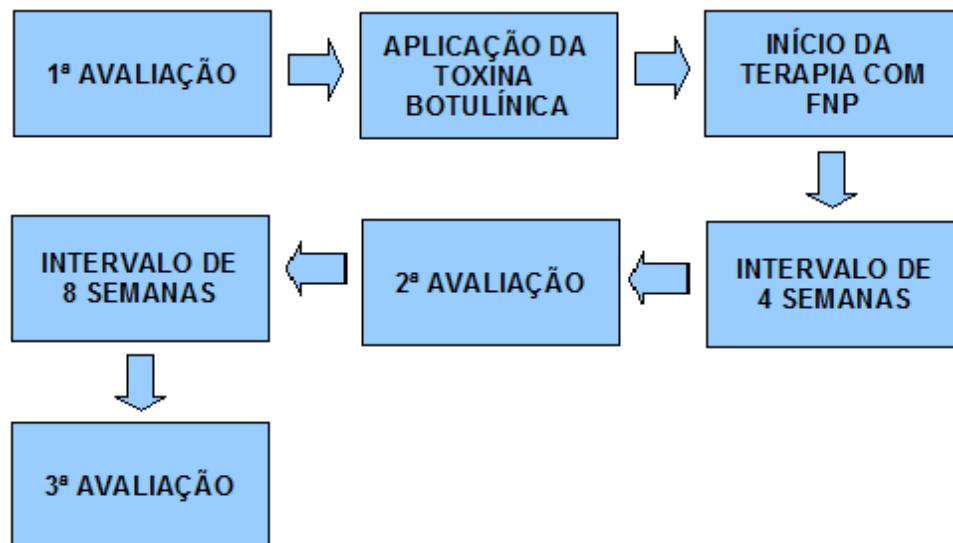 1ª AVALIAÇÃO
APLICAÇÃO DA
TOXINA
BOTULÍNICA
INÍCIO DA
TERAPIA COM
FNP
INTERVALO DE
4 SEMANAS
2ª AVALIAÇÃO
INTERVALO DE
8 SEMANAS
3ª AVALIAÇÃO